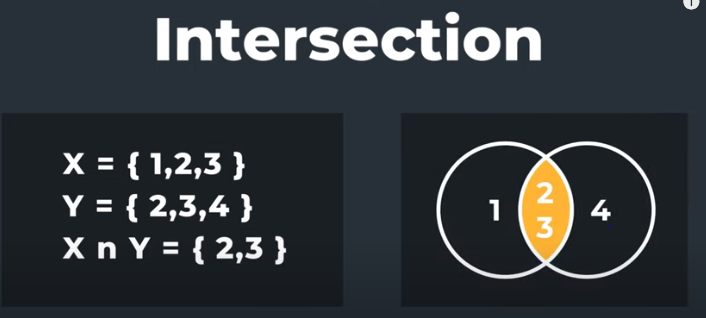 Intersection
X = { 1,2,3 }
Y = { 2,3,4 }
X n Y = { 2,3 }
1
2
3
4